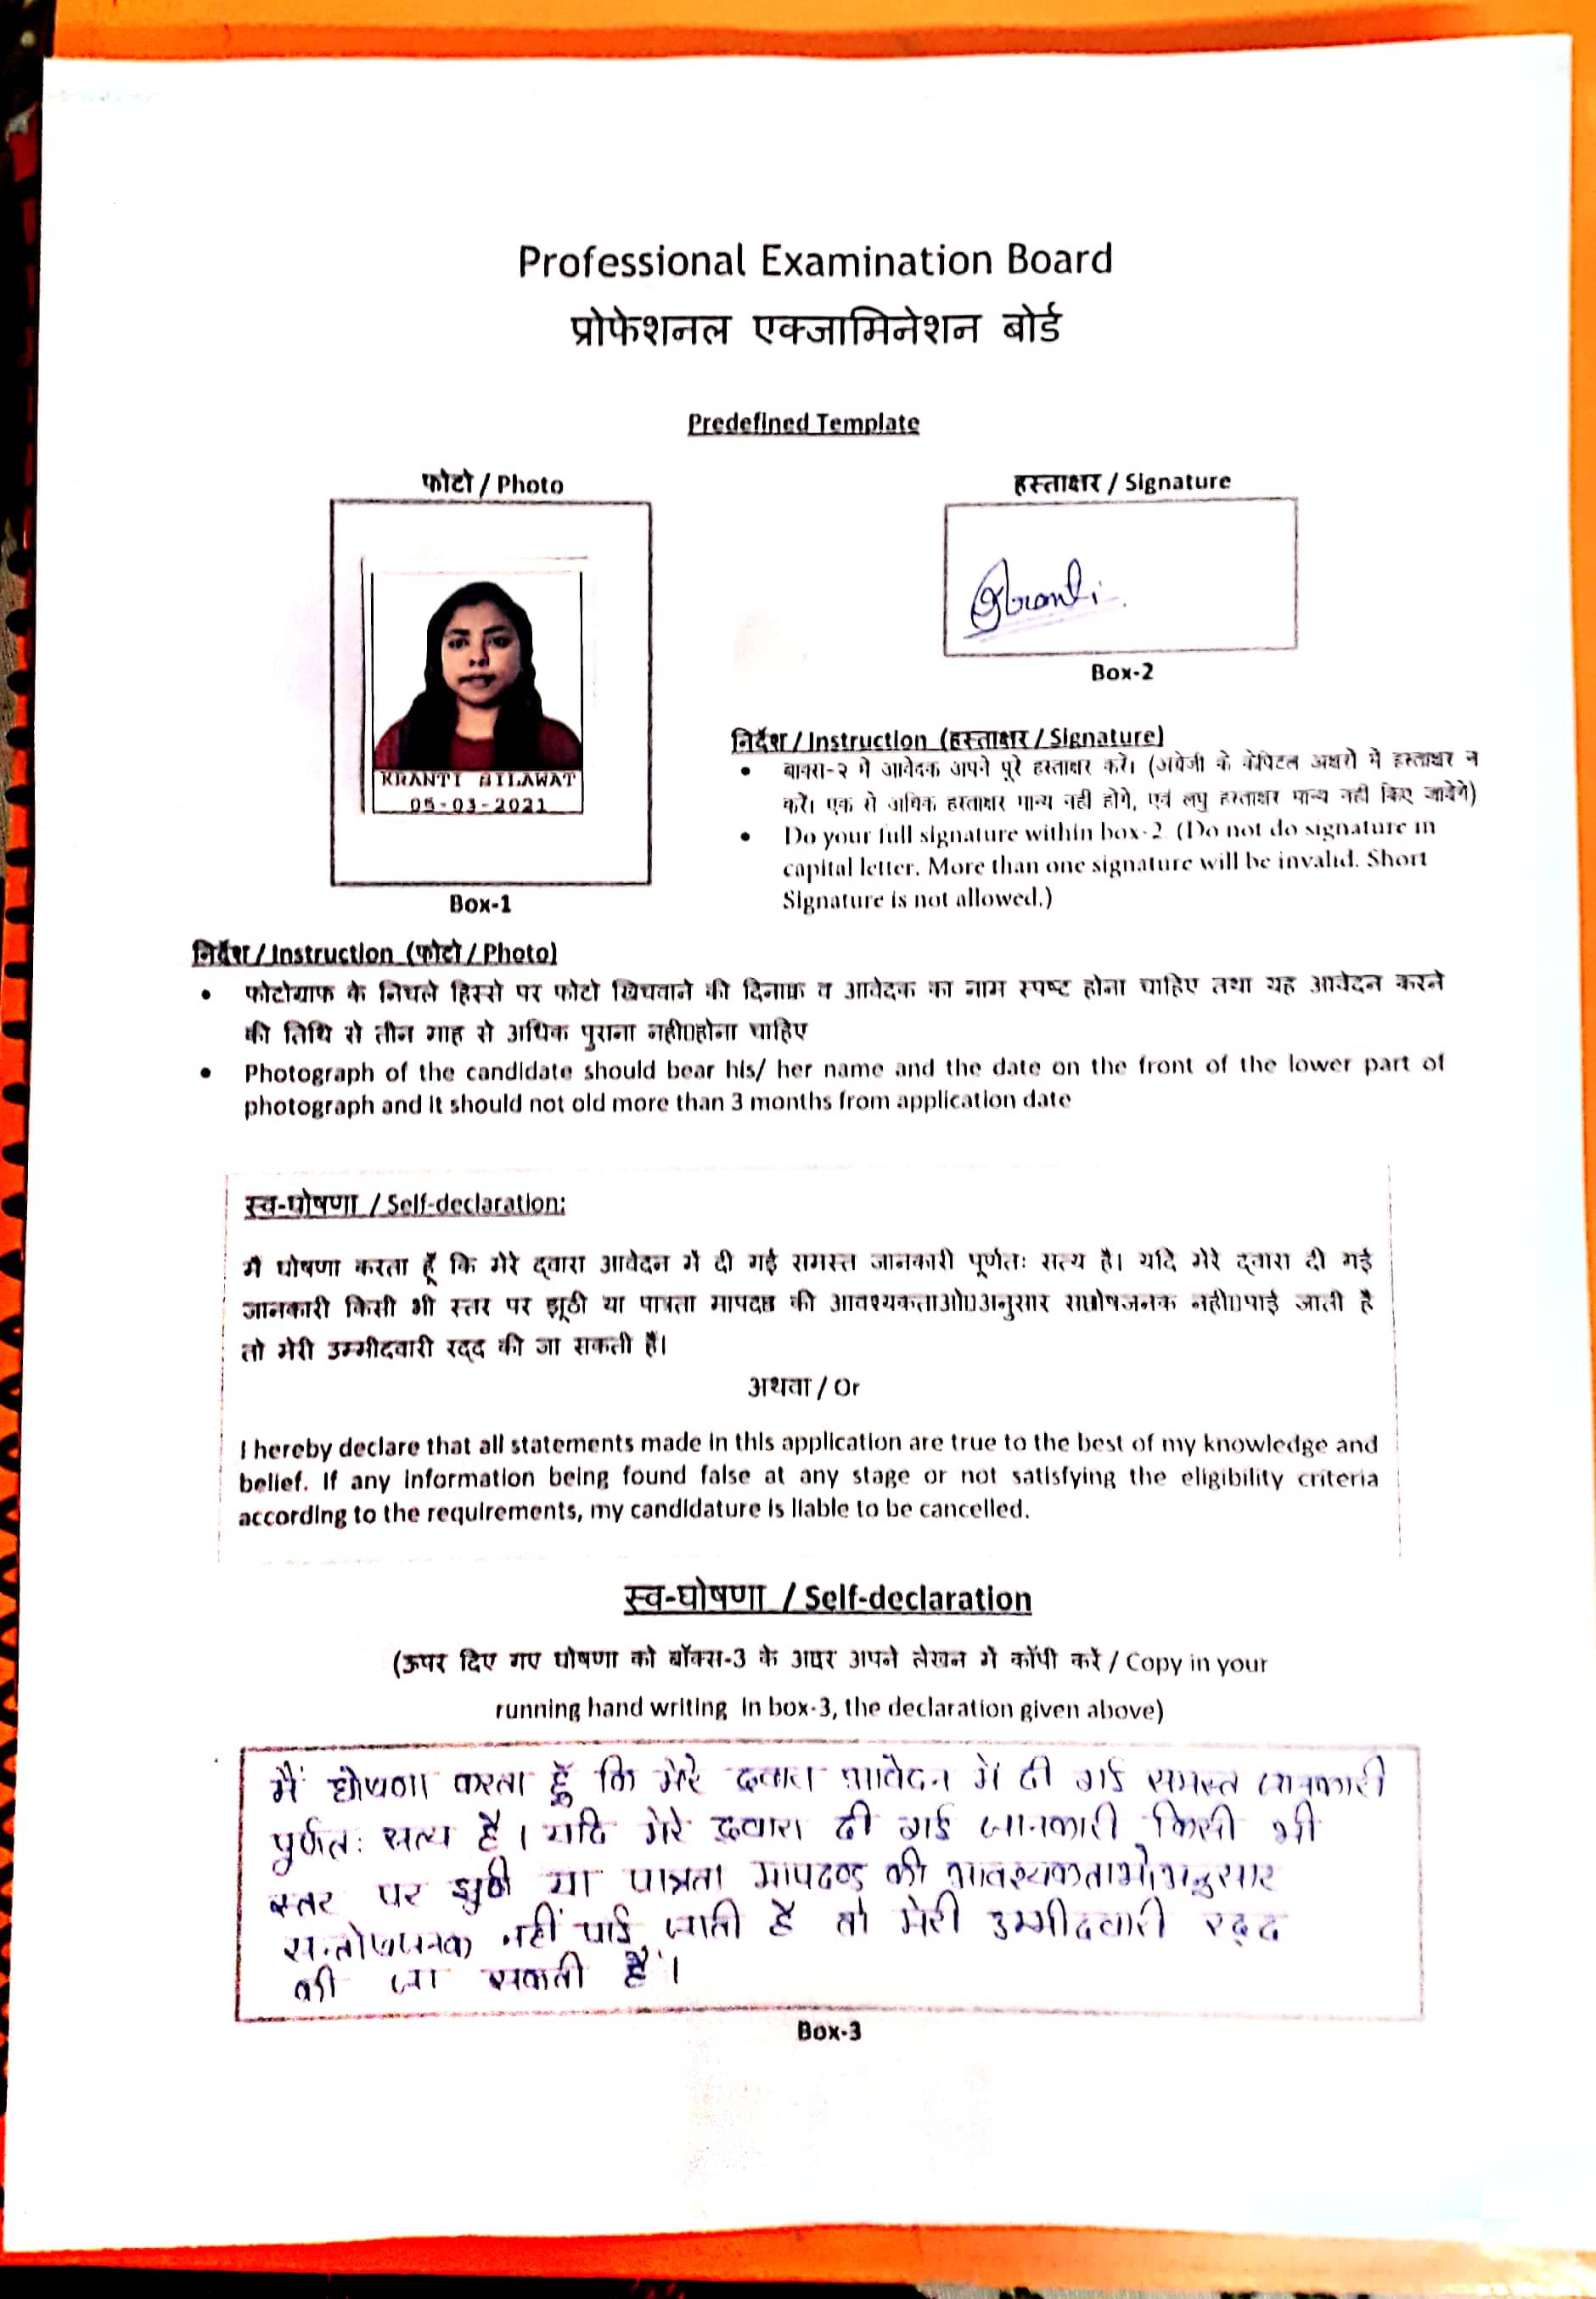 Professional Examination Board
प्रोफेशनल एक्जामिनेशन बोर्ड
Predefined Template
फोटो / Photo
हस्ताक्षर / Signature
KRANTI BILAWAT
05-03-2021
Box-1
Kranti
Box-2
निर्देश / Instruction (हस्ताक्षर / Signature)
• बाक्स-२ मे आवेदक अपने पूरे हस्ताक्षर करें। (अंग्रेजी के केपिटल अक्षरो मे हस्ताक्षर न
करें। एक से अधिक हस्ताक्षर मान्य नही होगे, एवं लघु हस्ताक्षर मान्य नही किए जावेगे)
• Do your full signature within box-2. (Do not do signature in
capital letter. More than one signature will be invalid. Short
Signature is not allowed.)
निर्देश / Instruction (फोटो / Photo)
• फोटोग्राफ के निचले हिस्से पर फोटो खिचवाने की दिनाक व आवेदक का नाम स्पष्ट होना चाहिए तथा यह आवेदन करने
की तिथि से तीन माह से अधिक पुराना नही होना चाहिए
• Photograph of the candidate should bear his/ her name and the date on the front of the lower part of
photograph and it should not old more than 3 months from application date
स्व-घोषणा / Self-declaration:
मै घोषणा करता हूँ कि मेरे द्वारा आवेदन में दी गई समस्त जानकारी पूर्णतः सत्य है। यदि मेरे द्वारा दी गई
जानकारी किसी भी स्तर पर झूठी या पात्रता मापदण्ड की आवश्यकताओ अनुसार नही पाई जाती है
तो मेरी उम्मीदवारी रद्द की जा सकती हैं।
अथवा / Or
I hereby declare that all statements made in this application are true to the best of my knowledge and
belief. If any information being found false at any stage or not satisfying the eligibility criteria
according to the requirements, my candidature is liable to be cancelled.
स्व-घोषणा / Self-declaration
(ऊपर दिए गए घोषणा को बॉक्स-3 के अपने लेखन में कॉपी करें / Copy in your
running hand writing in box-3, the declaration given above)
मैं घोषणा करता हूँ कि मेरे द्वारा आवेदन में दी गई समस्त जानकारी
पूर्णतः सत्य है। यदि मेरे द्वारा दी गई जानकारी किसी भी
स्तर पर झुठी या पात्रता मापदण्ड की आवश्यकताओ अनुसार
सन्तोषजनक नहीं पाई जाती है तो मेरी उम्मीदवारी रद्द
की जा सकती हैं।
Box-3